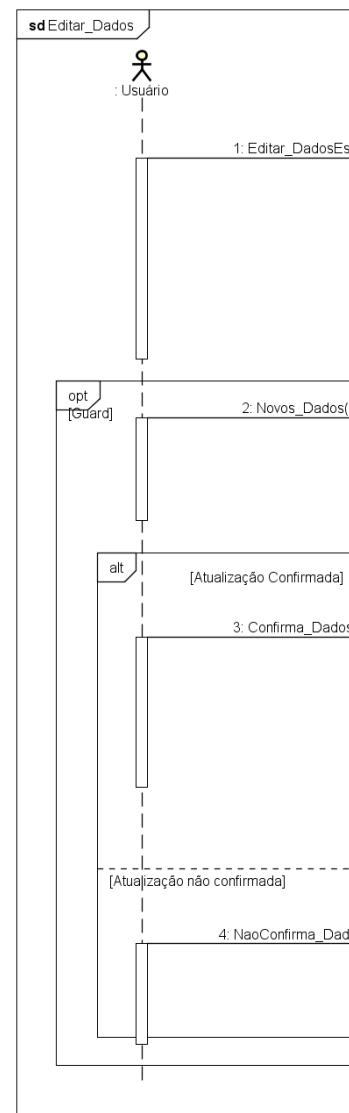 sd Editar_Dados
: Usuário
1: Editar_DadosEs
opt
[Guard]
2: Novos_Dados(
alt
[Atualização Confirmada]
3: Confirma_Dados
[Atualização não confirmada]
4: NaoConfirma_Dad